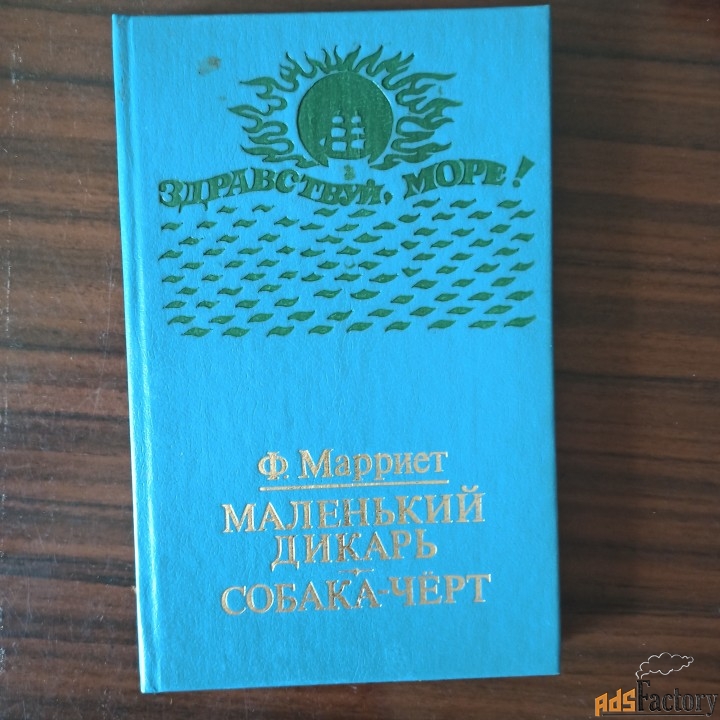 ЗДРАВСТВУЙ, МОРЕ!
Ф. Марриет
МАЛЕНЬКИЙ
ДИКАРЬ
СОБАКА-ЧЁРТ
AdsFactory